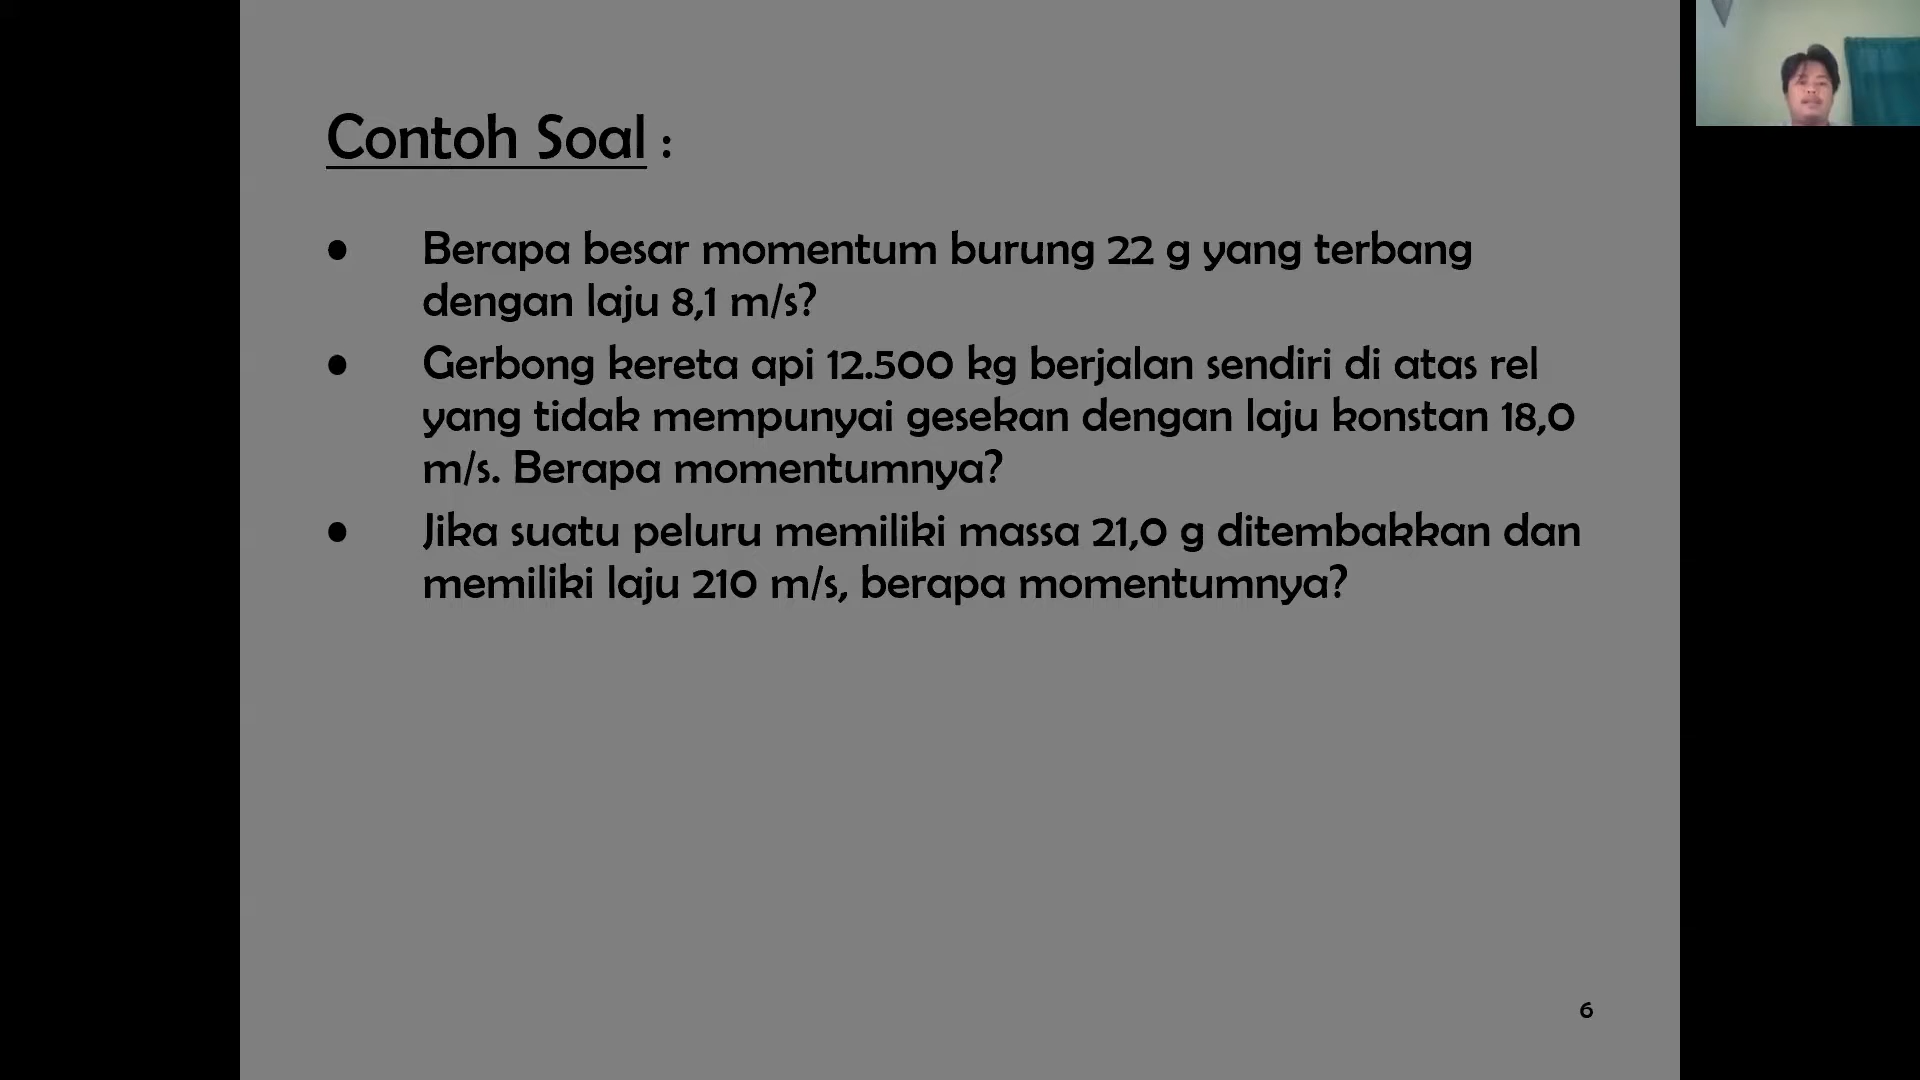 Contoh Soal :
• Berapa besar momentum burung 22 g yang terbang
dengan laju 8,1 m/s?
• Gerbong kereta api 12.500 kg berjalan sendiri di atas rel
yang tidak mempunyai gesekan dengan laju konstan 18,0
m/s. Berapa momentumnya?
• Jika suatu peluru memiliki massa 21,0 g ditembakkan dan
memiliki laju 210 m/s, berapa momentumnya?
6